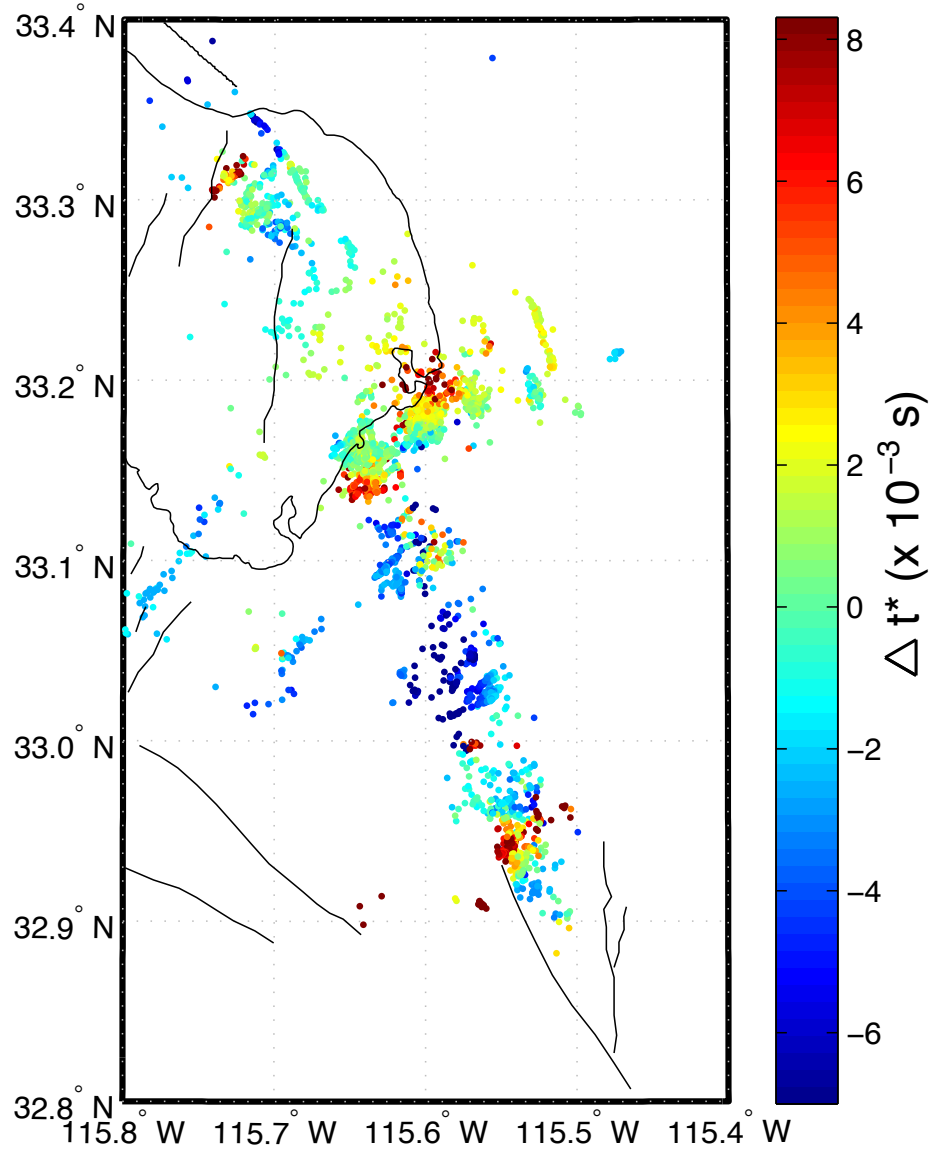 33.4° N
33.3° N
33.2° N
33.1° N
33.0° N
32.9° N
32.8° N
115.8° W
115.7° W
115.6° W
115.5° W
115.4° W
8
6
4
2
0
−2
−4
−6
Δ t* (x 10⁻³ s)